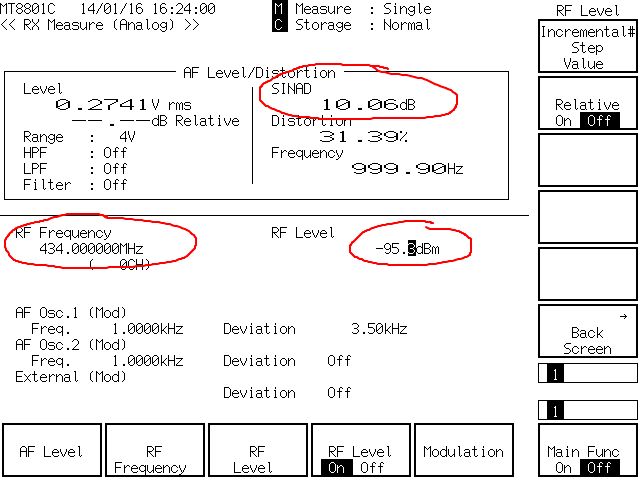 MT8801C 14/01/16 16:24:00 M Measure : Single
<< RX Measure (Analog) >> C Storage : Normal
RF Level
Incremental#
Step
Value
AF Level/Distortion
Level
0.2741V rms
--.--dB Relative
Range : 4V
HPF : Off
LPF : Off
Filter : Off
SINAD
10.06dB
Distortion
31.39%
Frequency
999.90Hz
Relative
On Off
RF Frequency
434.000000MHz
( 0CH)
RF Level
-95.3dBm
AF Osc.1 (Mod)
Freq. 1.0000kHz Deviation 3.50kHz
AF Osc.2 (Mod)
Freq. 1.0000kHz Deviation Off
External (Mod)
Deviation Off
→
Back
Screen
1
1
AF Level
RF
Frequency
RF
Level
RF Level
On Off
Modulation
Main Func
On Off